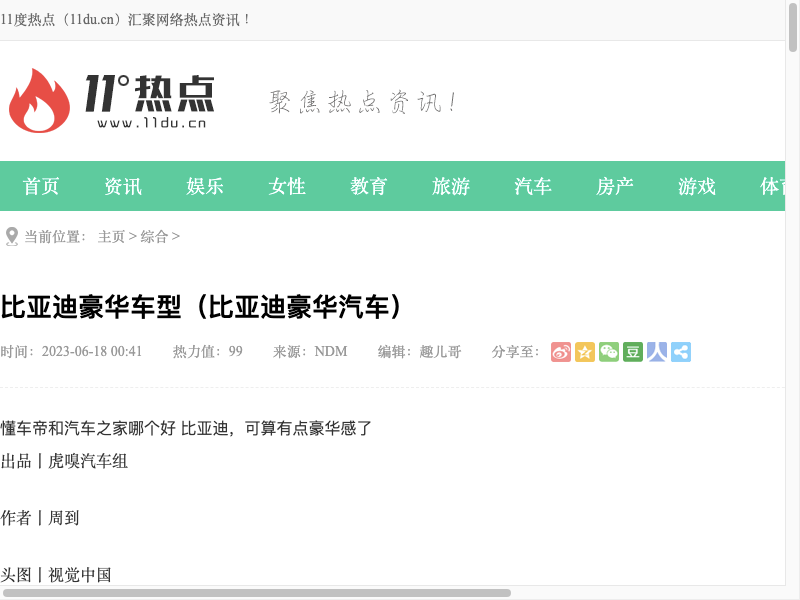 11度热点（11du.cn）汇聚网络热点资讯！
11°热点
www.11du.cn
聚焦热点资讯！
首页 资讯 娱乐 女性 教育 旅游 汽车 房产 游戏 体育
当前位置： 主页 > 综合 >
比亚迪豪华车型（比亚迪豪华汽车）
时间：2023-06-18 00:41 热力值：99 来源：NDM 编辑：趣儿哥 分享至：
豆
懂车帝和汽车之家哪个好 比亚迪，可算有点豪华感了
出品丨虎嗅汽车组
作者丨周到
头图丨视觉中国